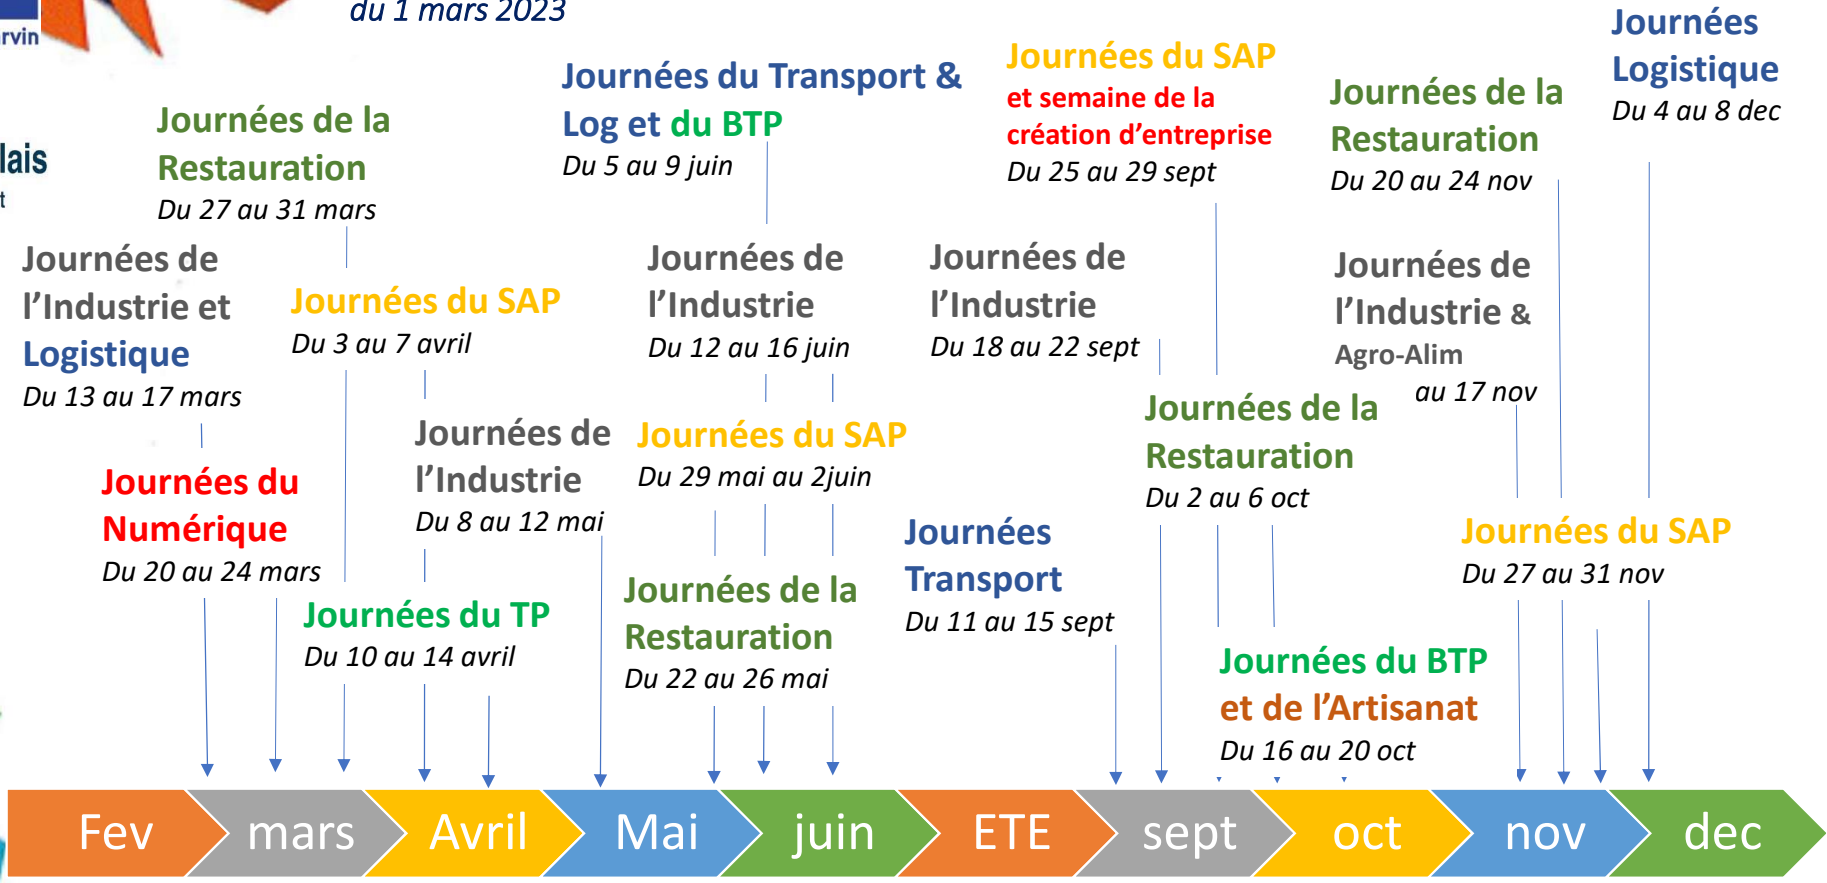 du 1 mars 2023
Journées de la
Restauration
Du 27 au 31 mars
Journées de
l’Industrie et
Logistique
Du 13 au 17 mars
Journées du SAP
Du 3 au 7 avril
Journées du
Numérique
Du 20 au 24 mars
Journées du TP
Du 10 au 14 avril
Journées de
l’Industrie
Du 8 au 12 mai
Journées du Transport &
Log et du BTP
Du 5 au 9 juin
Journées de
l’Industrie
Du 12 au 16 juin
Journées du SAP
Du 29 mai au 2juin
Journées de la
Restauration
Du 22 au 26 mai
Journées du SAP
et semaine de la
création d’entreprise
Du 25 au 29 sept
Journées de
l’Industrie
Du 18 au 22 sept
Journées
Transport
Du 11 au 15 sept
Journées de la
Restauration
Du 2 au 6 oct
Journées du BTP
et de l’Artisanat
Du 16 au 20 oct
Journées de la
Restauration
Du 20 au 24 nov
Journées de
l’Industrie &
Agro-Alim
au 17 nov
Journées du SAP
Du 27 au 31 nov
Journées
Logistique
Du 4 au 8 dec
Fev mars Avril Mai juin ETE sept oct nov dec